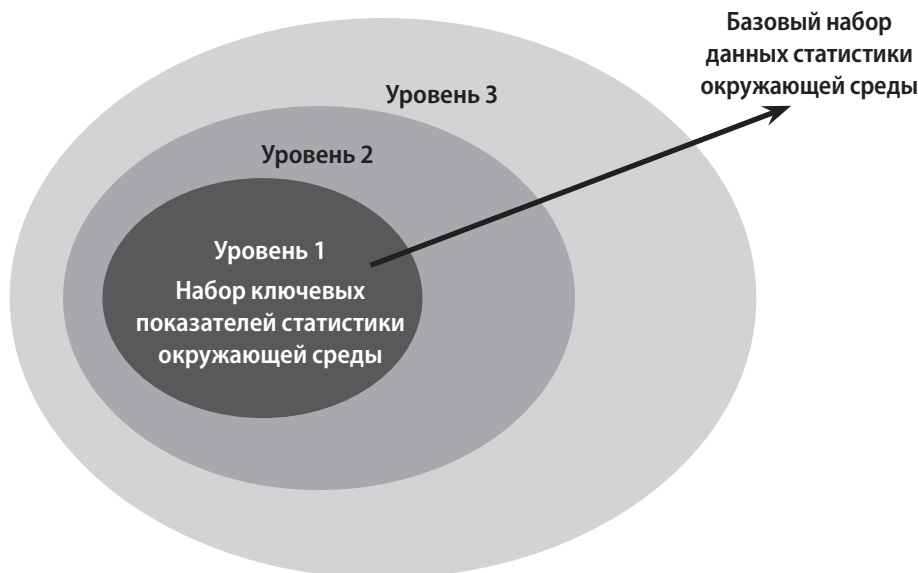 Базовый набор
данных статистики
окружающей среды
Уровень 3
Уровень 2
Уровень 1
Набор ключевых
показателей статистики
окружающей среды